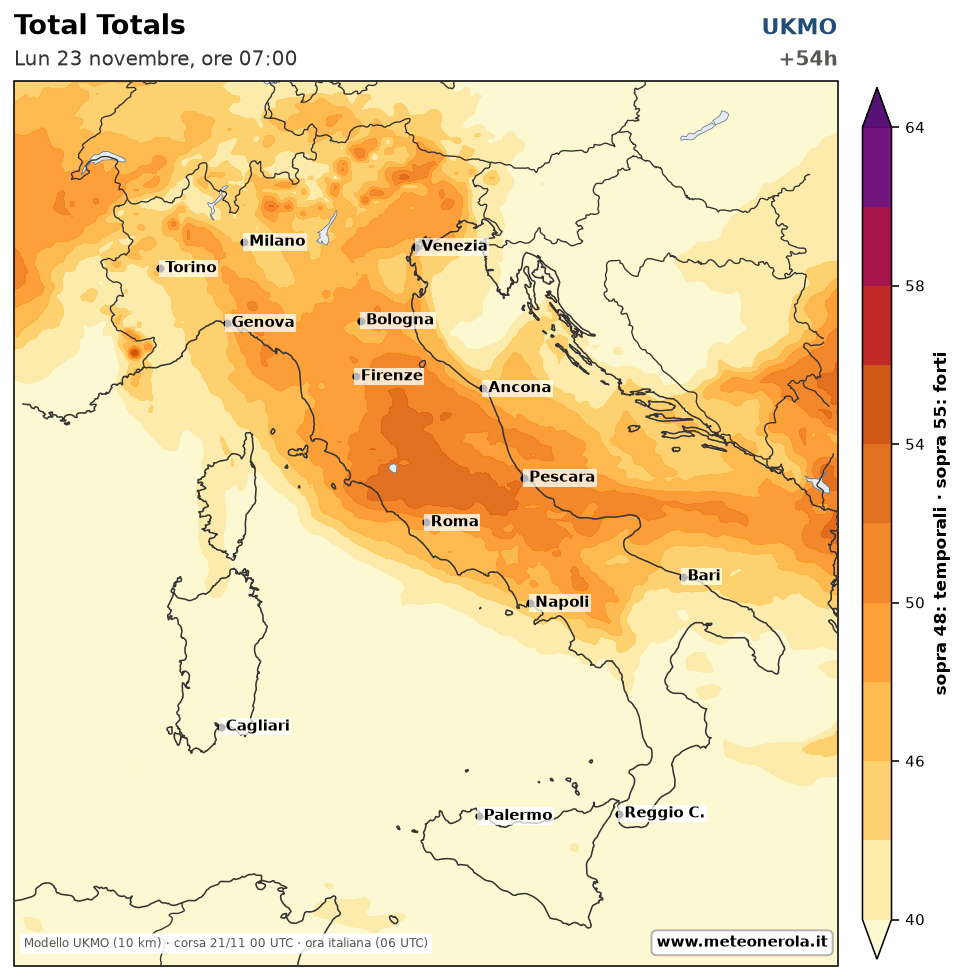 Total Totals
UKMO
Lun 23 novembre, ore 07:00
+54h
64
58
54
50
46
40
sopra 48: temporali · sopra 55: forti
Milano
Venezia
Torino
Genova
Bologna
Firenze
Ancona
Pescara
Roma
Bari
Napoli
Cagliari
Palermo
Reggio C.
Modello UKMO (10 km) · corsa 21/11 00 UTC · ora italiana (06 UTC)
www.meteonerola.it